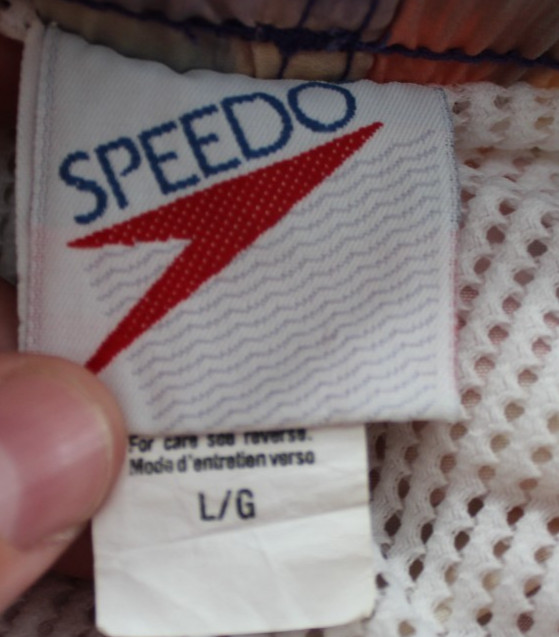 SPEEDO
For care see reverse.
Mode d'entretien verso
L/G